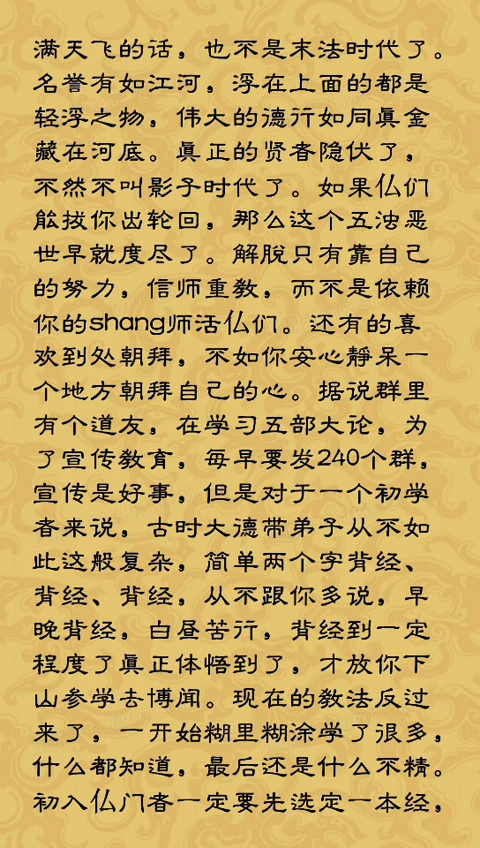 满天飞的话，也不是末法时代了。
名誉有如江河，浮在上面的都是
轻浮之物，伟大的德行如同真金
藏在河底。真正的贤者隐伏了，
不然不叫影子时代了。如果仏们
能拔你出轮回，那么这个五浊恶
世早就度尽了。解脱只有靠自己
的努力，信师重教，而不是依赖
你的shang师活仏们。还有的喜
欢到处朝拜，不如你安心静呆一
个地方朝拜自己的心。据说群里
有个道友，在学习五部大论，为
了宣传教育，每早要发240个群，
宣传是好事，但是对于一个初学
者来说，古时大德带弟子从不如
此这般复杂，简单两个字背经、
背经、背经，从不跟你多说，早
晚背经，白昼苦行，背经到一定
程度了真正体悟到了，才放你下
山参学去博闻。现在的教法反过
来了，一开始糊里糊涂学了很多，
什么都知道，最后还是什么不精。
初入仏门者一定要先选定一本经，